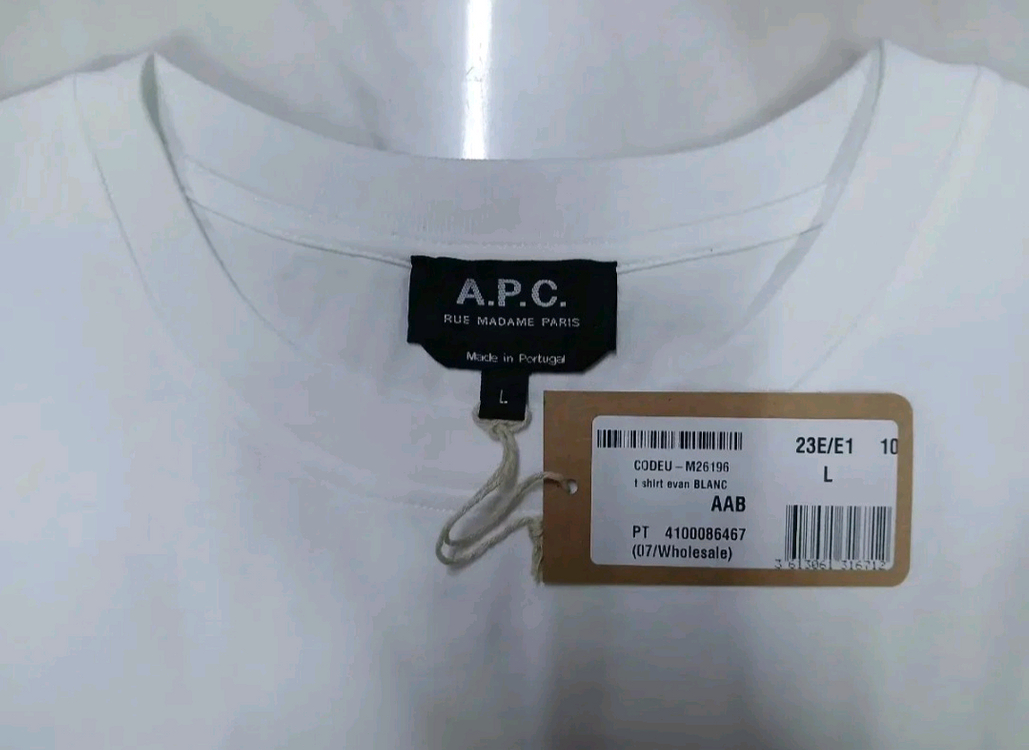 A.P.C.
RUE MADAME PARIS
Made in Portugal
L
23E/E1 10
L
CODEU - M26196
t shirt evan BLANC
AAB
PT 4100086467
(07/Wholesale)